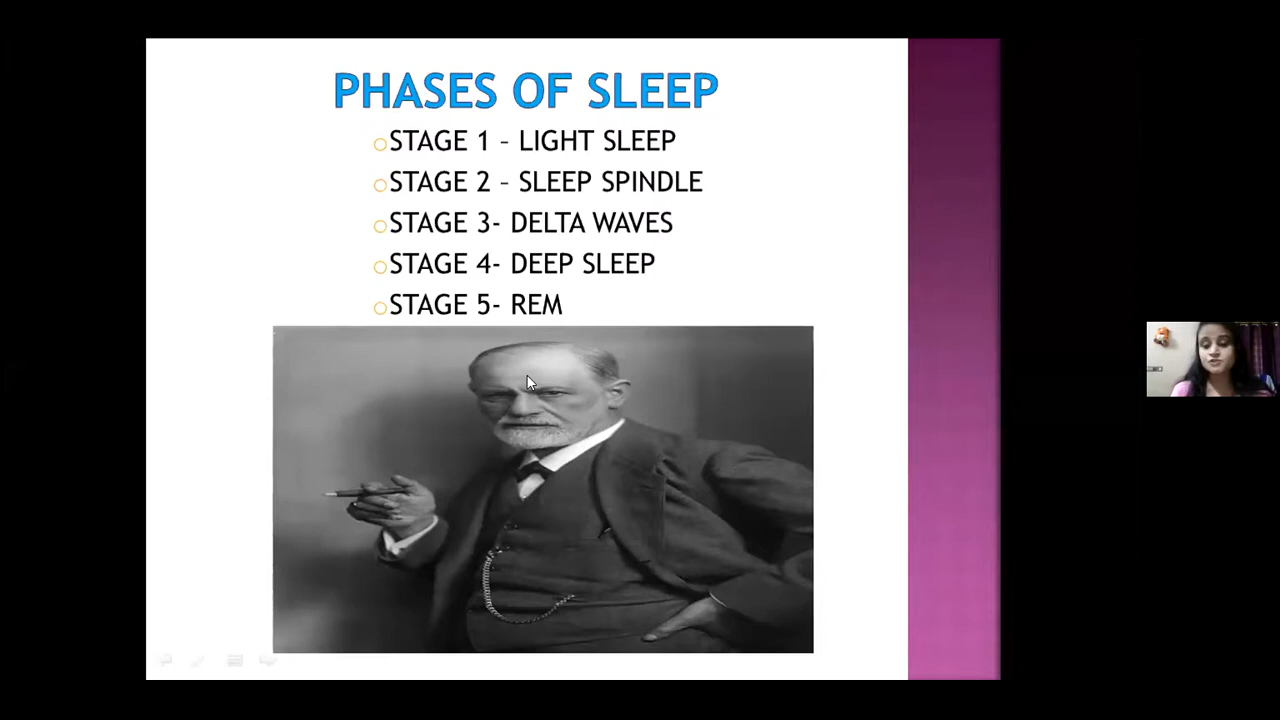 PHASES OF SLEEP
STAGE 1 – LIGHT SLEEP
STAGE 2 – SLEEP SPINDLE
STAGE 3- DELTA WAVES
STAGE 4- DEEP SLEEP
STAGE 5- REM